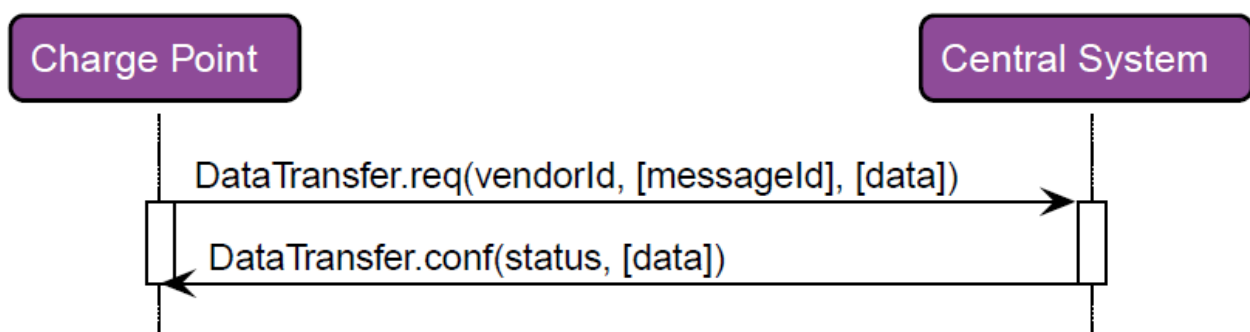 Charge Point
Central System
DataTransfer.req(vendorId, [messageId], [data])
DataTransfer.conf(status, [data])